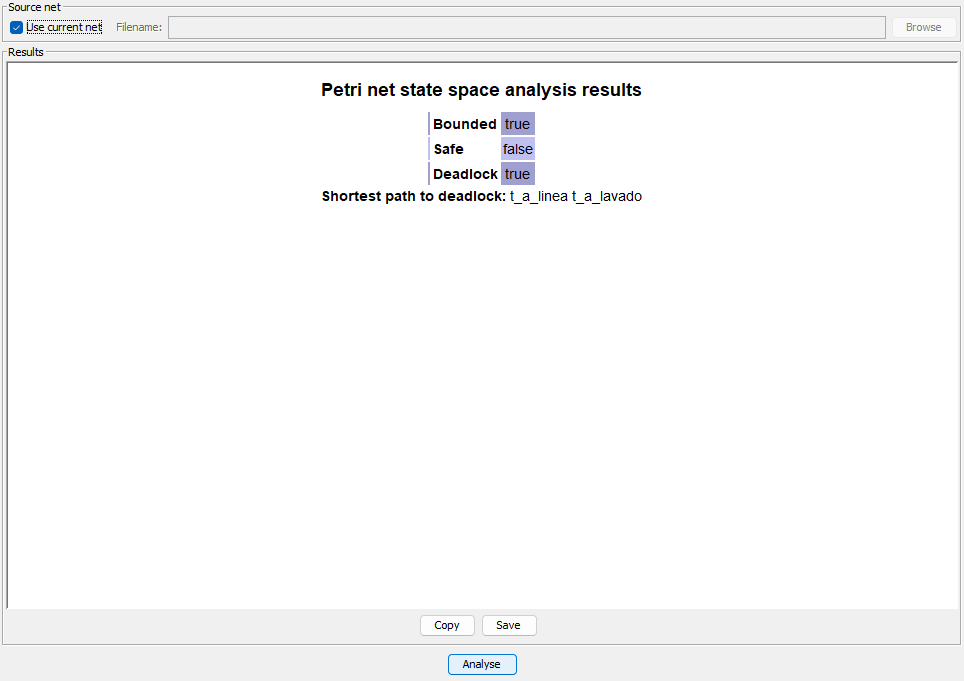 Source net
Use current net Filename: Browse
Results
Petri net state space analysis results
Bounded true
Safe false
Deadlock true
Shortest path to deadlock: t_a_linea t_a_lavado
Copy Save
Analyse